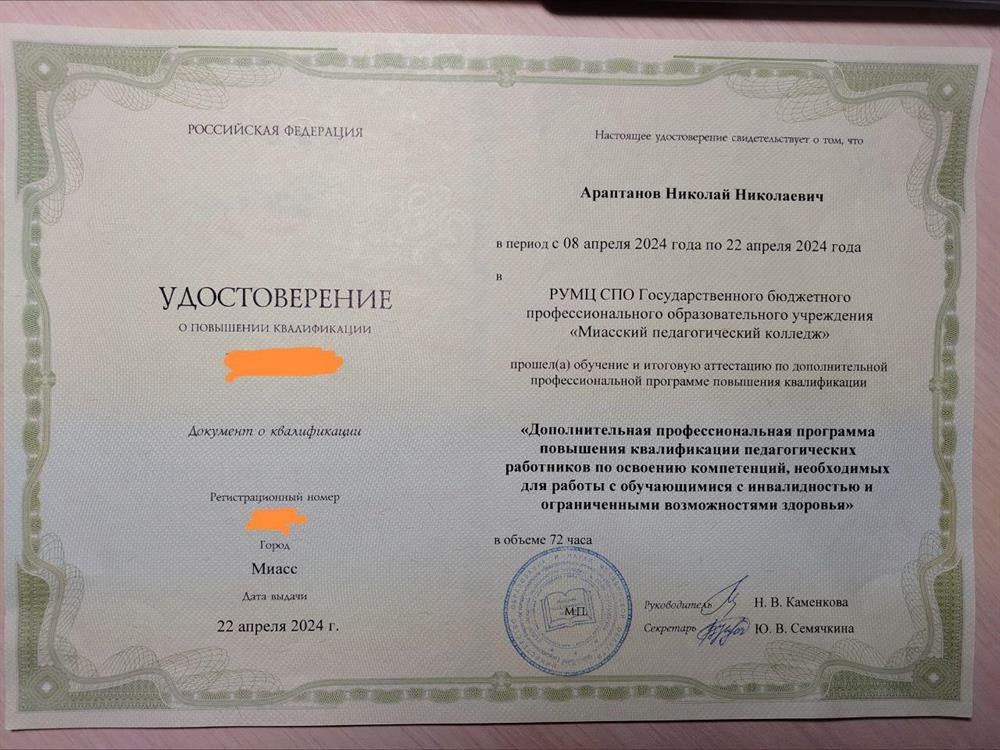 РОССИЙСКАЯ ФЕДЕРАЦИЯ
УДОСТОВЕРЕНИЕ
О ПОВЫШЕНИИ КВАЛИФИКАЦИИ
Документ о квалификации
Регистрационный номер
Город
Миасс
Дата выдачи
22 апреля 2024 г.
Настоящее удостоверение свидетельствует о том, что
Араптанов Николай Николаевич
в период с 08 апреля 2024 года по 22 апреля 2024 года
в
РУМЦ СПО Государственного бюджетного
профессионального образовательного учреждения
«Миасский педагогический колледж»
прошел(а) обучение и итоговую аттестацию по дополнительной
профессиональной программе повышения квалификации
«Дополнительная профессиональная программа
повышения квалификации педагогических
работников по освоению компетенций, необходимых
для работы с обучающимися с инвалидностью и
ограниченными возможностями здоровья»
в объеме 72 часа
М.П.
Руководитель Н. В. Каменкова
Секретарь Ю. В. Семячкина